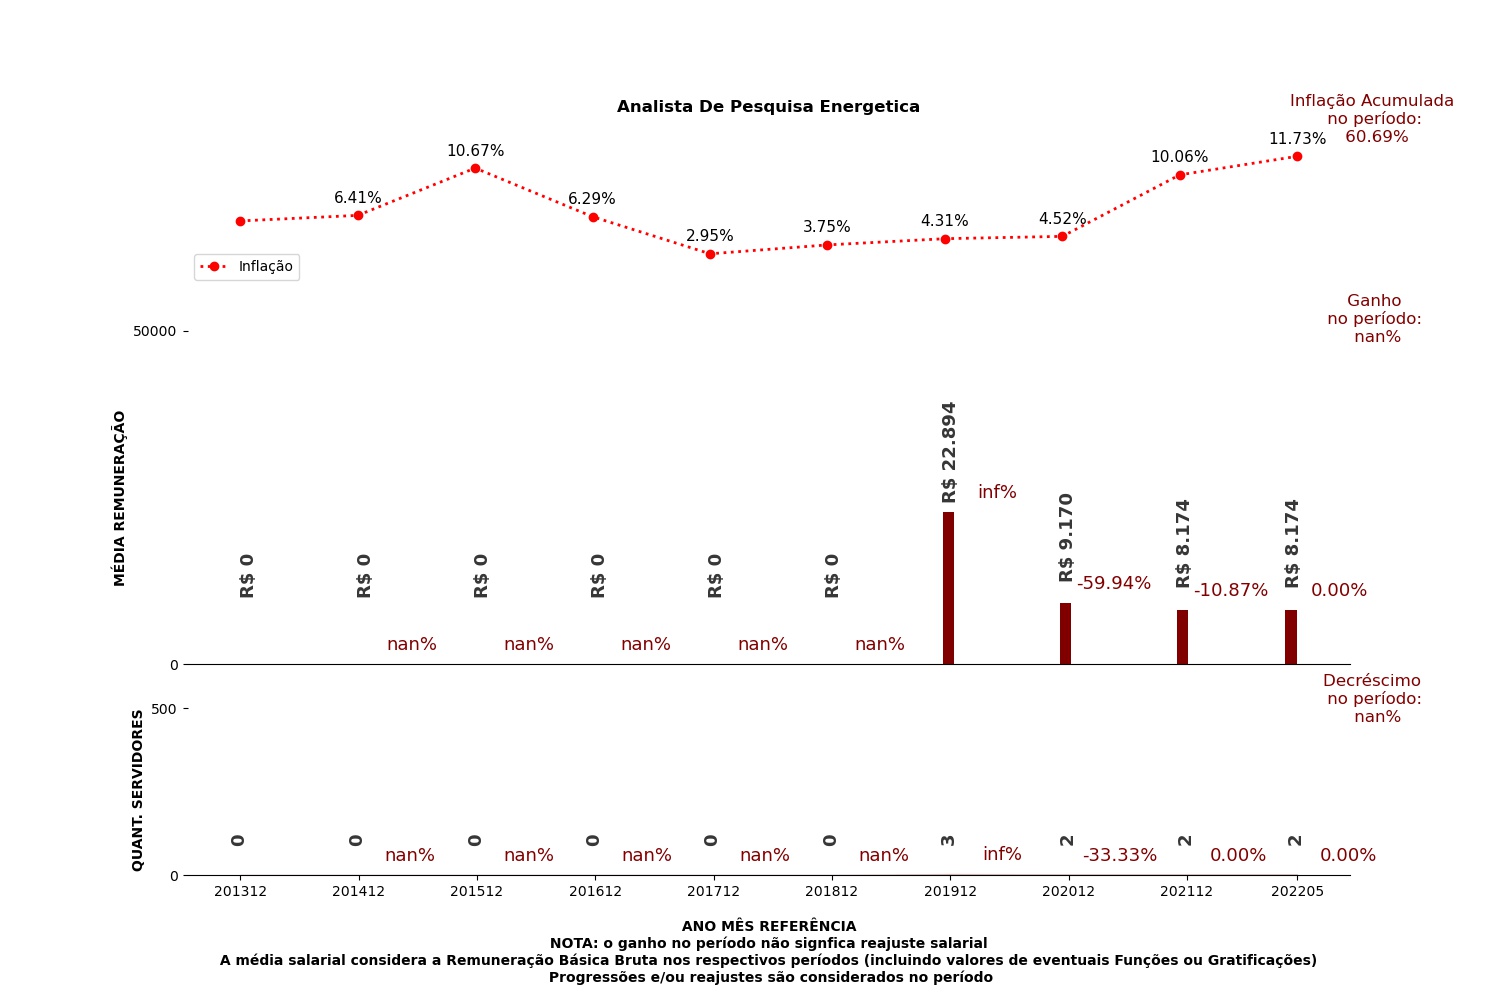 Analista De Pesquisa Energetica
Inflação Acumulada
no período:
60.69%
6.41%
10.67%
6.29%
2.95%
3.75%
4.31%
4.52%
10.06%
11.73%
Inflação
Ganho
no período:
nan%
50000
0
MÉDIA REMUNERAÇÃO
R$ 0
R$ 0
R$ 0
R$ 0
R$ 0
R$ 0
R$ 22.894
R$ 9.170
R$ 8.174
R$ 8.174
nan%
nan%
nan%
nan%
nan%
inf%
-59.94%
-10.87%
0.00%
Decréscimo
no período:
nan%
500
0
QUANT. SERVIDORES
0
0
0
0
0
0
3
2
2
2
nan%
nan%
nan%
nan%
nan%
inf%
-33.33%
0.00%
0.00%
201312
201412
201512
201612
201712
201812
201912
202012
202112
202205
ANO MÊS REFERÊNCIA
NOTA: o ganho no período não signfica reajuste salarial
A média salarial considera a Remuneração Básica Bruta nos respectivos períodos (incluindo valores de eventuais Funções ou Gratificações)
Progressões e/ou reajustes são considerados no período